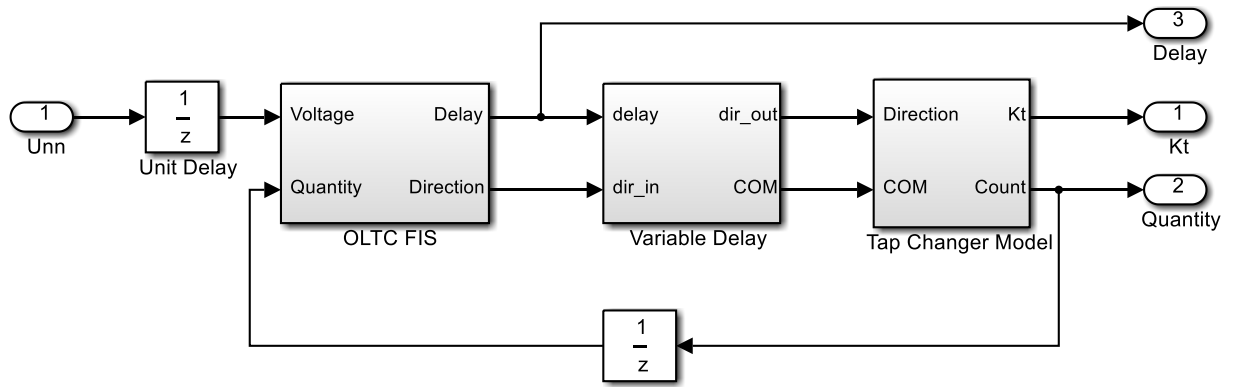 3
Delay
1
Unn
1
z
Unit Delay
Voltage
Delay
Quantity
Direction
OLTC FIS
delay
dir_out
dir_in
COM
Variable Delay
Direction
Kt
COM
Count
Tap Changer Model
1
Kt
2
Quantity
1
z